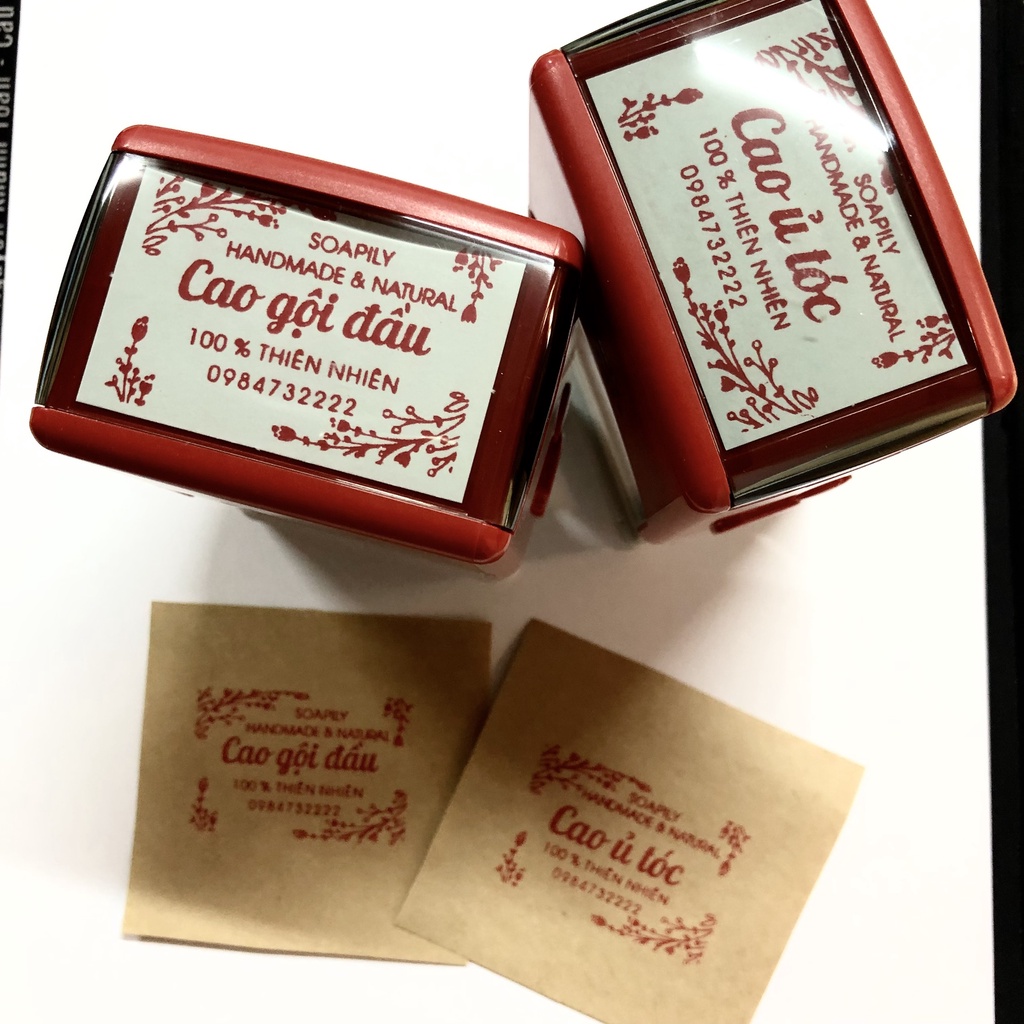 SOAPILY
HANDMADE & NATURAL
Cao gội đầu
100 % THIÊN NHIÊN
0984732222
SOAPILY
HANDMADE & NATURAL
Cao ủ tóc
100 % THIÊN NHIÊN
0984732222
SOAPILY
HANDMADE & NATURAL
Cao gội đầu
100 % THIÊN NHIÊN
0984732222
SOAPILY
HANDMADE & NATURAL
Cao ủ tóc
100 % THIÊN NHIÊN
0984732222